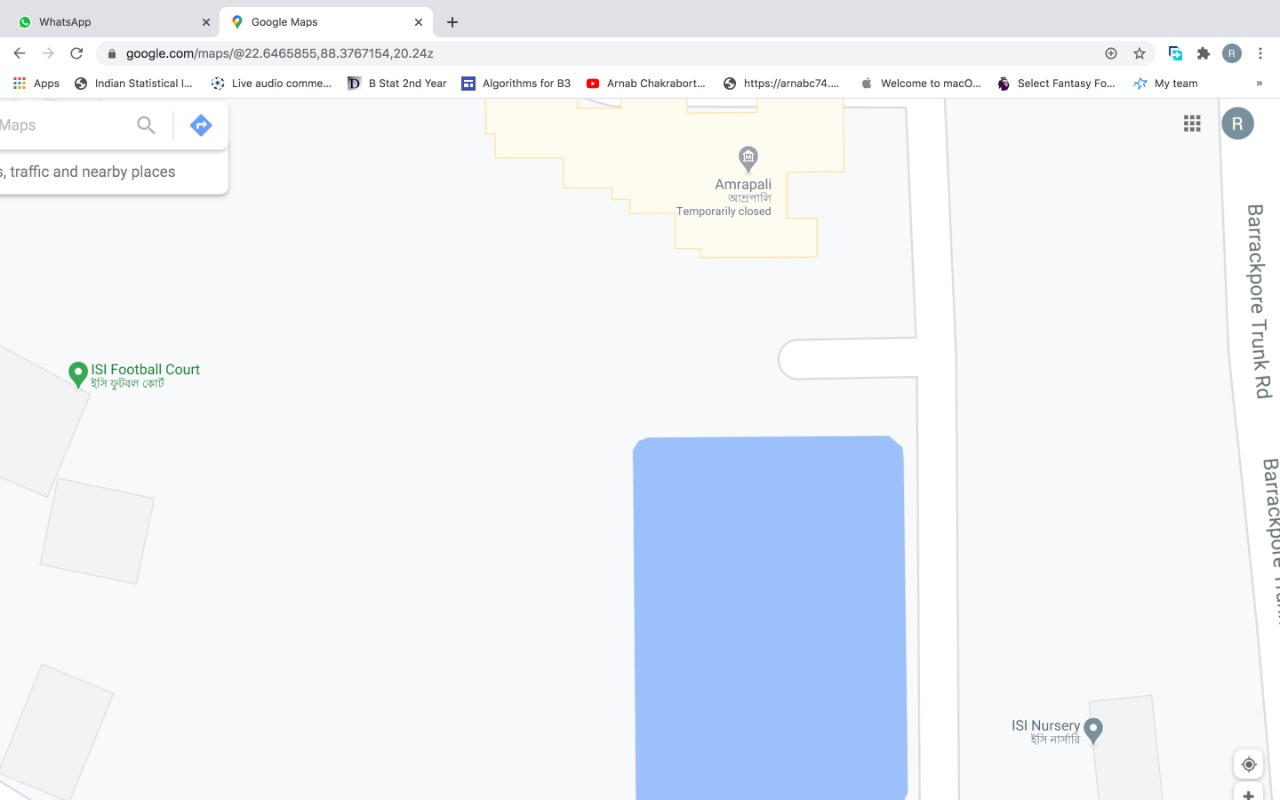 WhatsApp
Google Maps
google.com/maps/@22.6465855,88.3767154,20.24z
R
Apps
Indian Statistical I...
Live audio comme...
B Stat 2nd Year
Algorithms for B3
Arnab Chakrabort...
https://arnabc74....
Welcome to macO...
Select Fantasy Fo...
My team
»
Maps
R
s, traffic and nearby places
Amrapali
আম্রপালি
Temporarily closed
Barrackpore Trunk Rd
ISI Football Court
ইসি ফুটবল কোর্ট
Barrackpore Trunk
ISI Nursery
ইসি নার্সারি